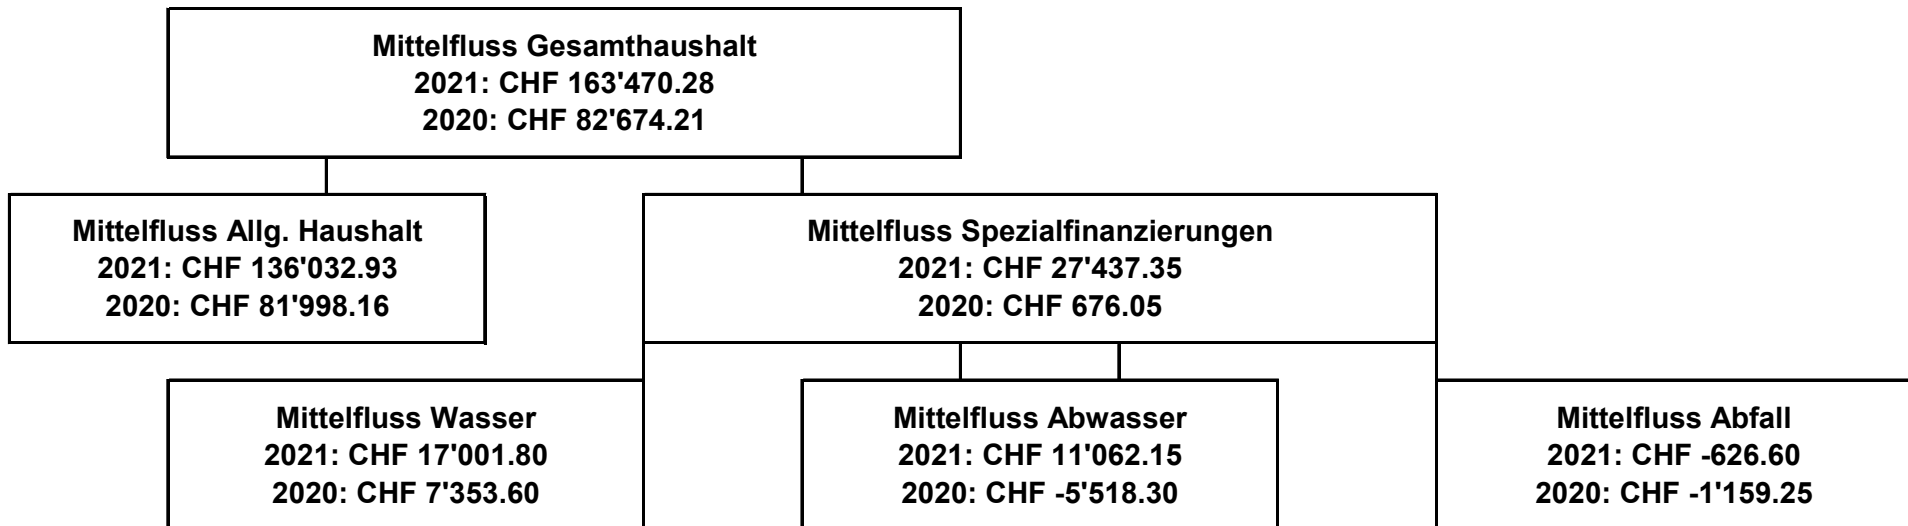 Mittelfluss Gesamthaushalt
2021: CHF 163'470.28
2020: CHF 82'674.21
Mittelfluss Allg. Haushalt
2021: CHF 136'032.93
2020: CHF 81'998.16
Mittelfluss Spezialfinanzierungen
2021: CHF 27'437.35
2020: CHF 676.05
Mittelfluss Wasser
2021: CHF 17'001.80
2020: CHF 7'353.60
Mittelfluss Abwasser
2021: CHF 11'062.15
2020: CHF -5'518.30
Mittelfluss Abfall
2021: CHF -626.60
2020: CHF -1'159.25